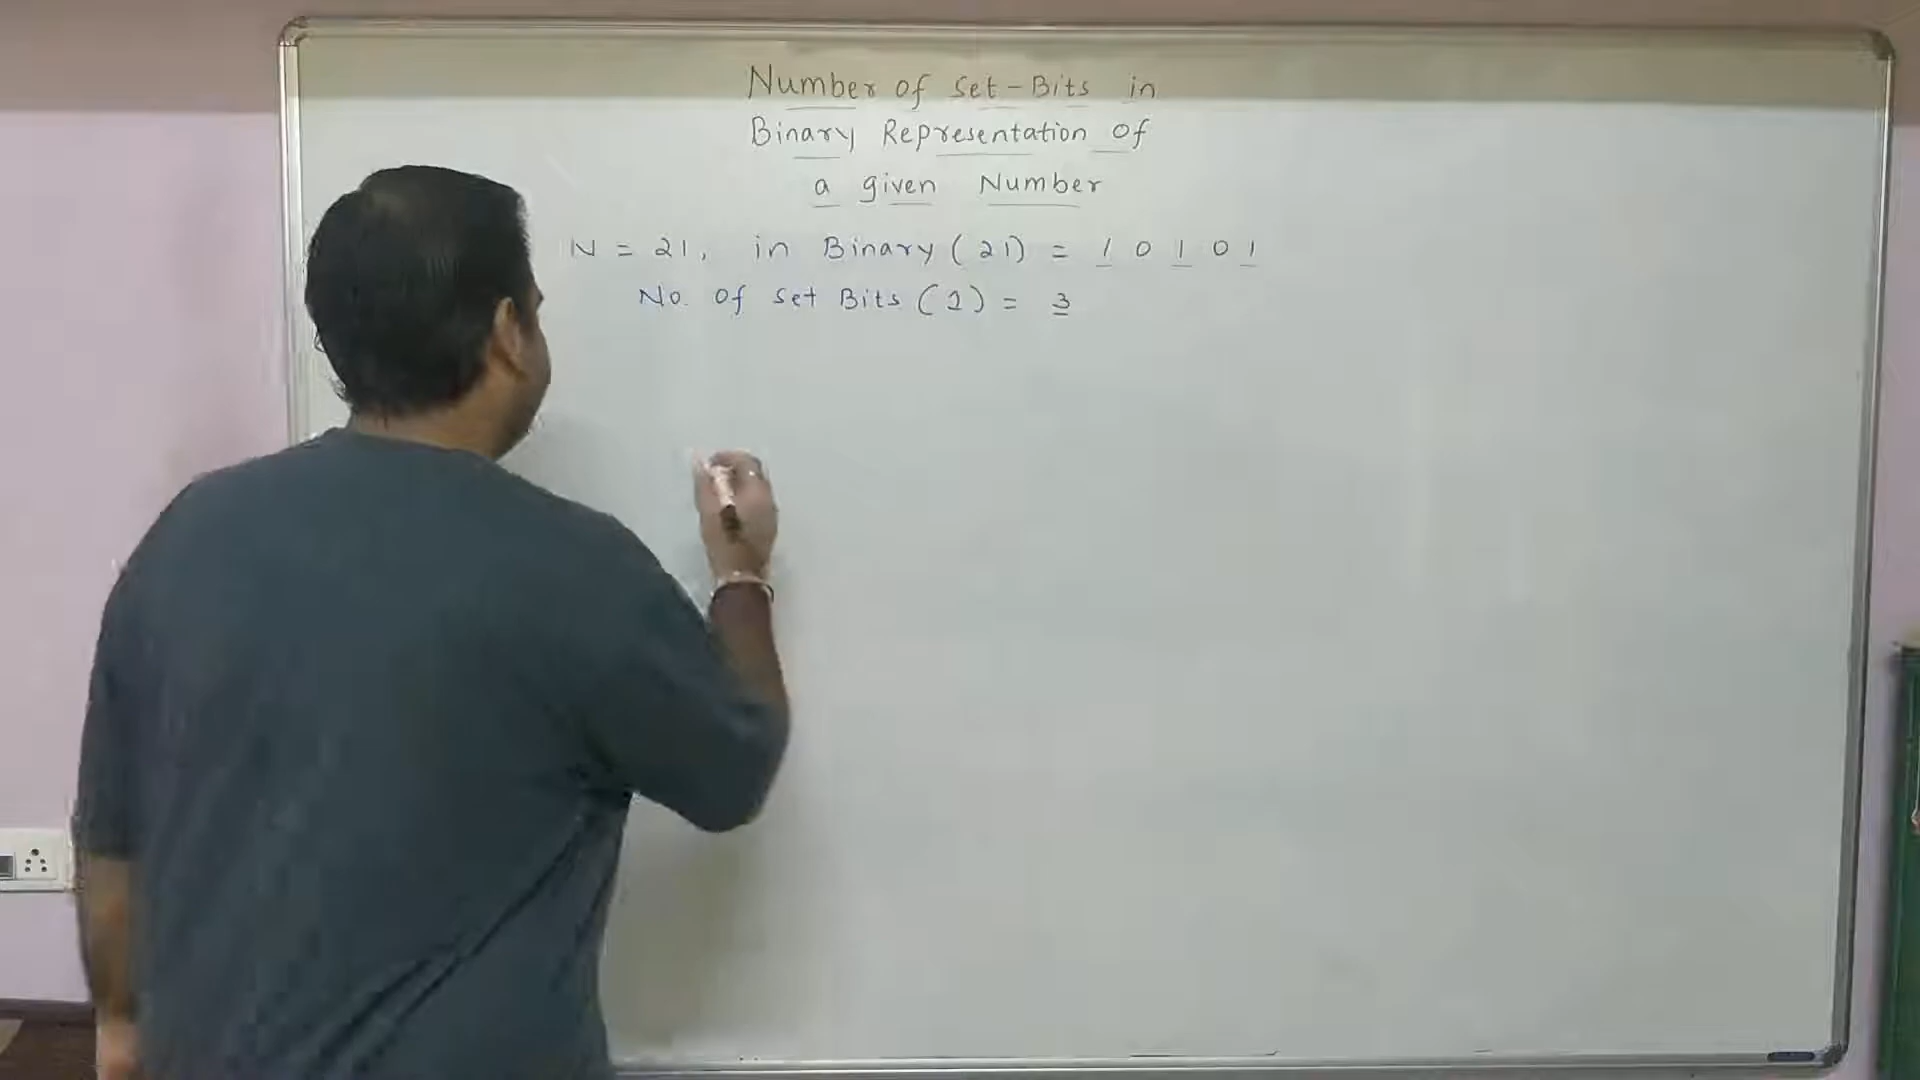 Number of Set-Bits in
Binary Representation of
a given Number
N = 21, in Binary(21) = 1 0 1 0 1
No. of Set Bits (1) = 3